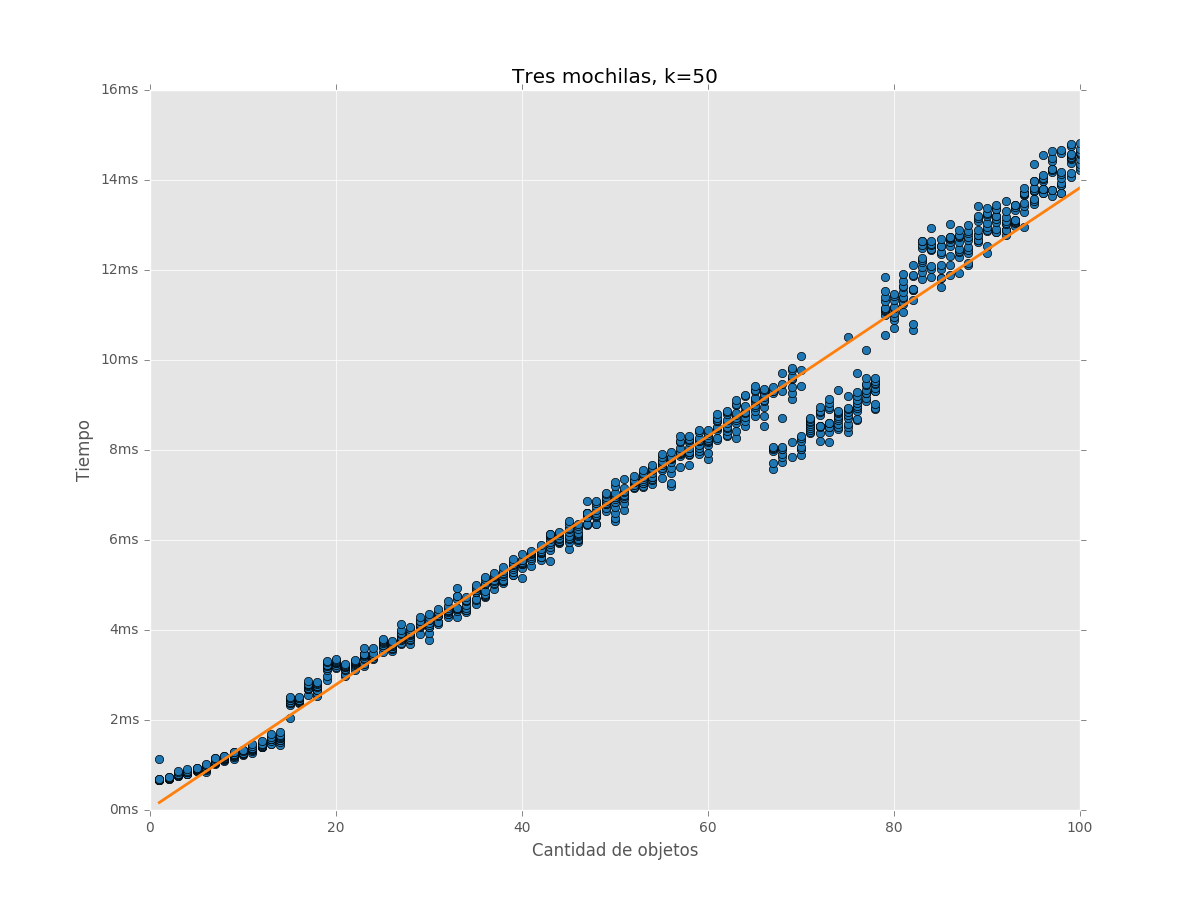 Tres mochilas, k=50
16ms
14ms
12ms
10ms
8ms
6ms
4ms
2ms
0ms
Tiempo
0 20 40 60 80 100
Cantidad de objetos